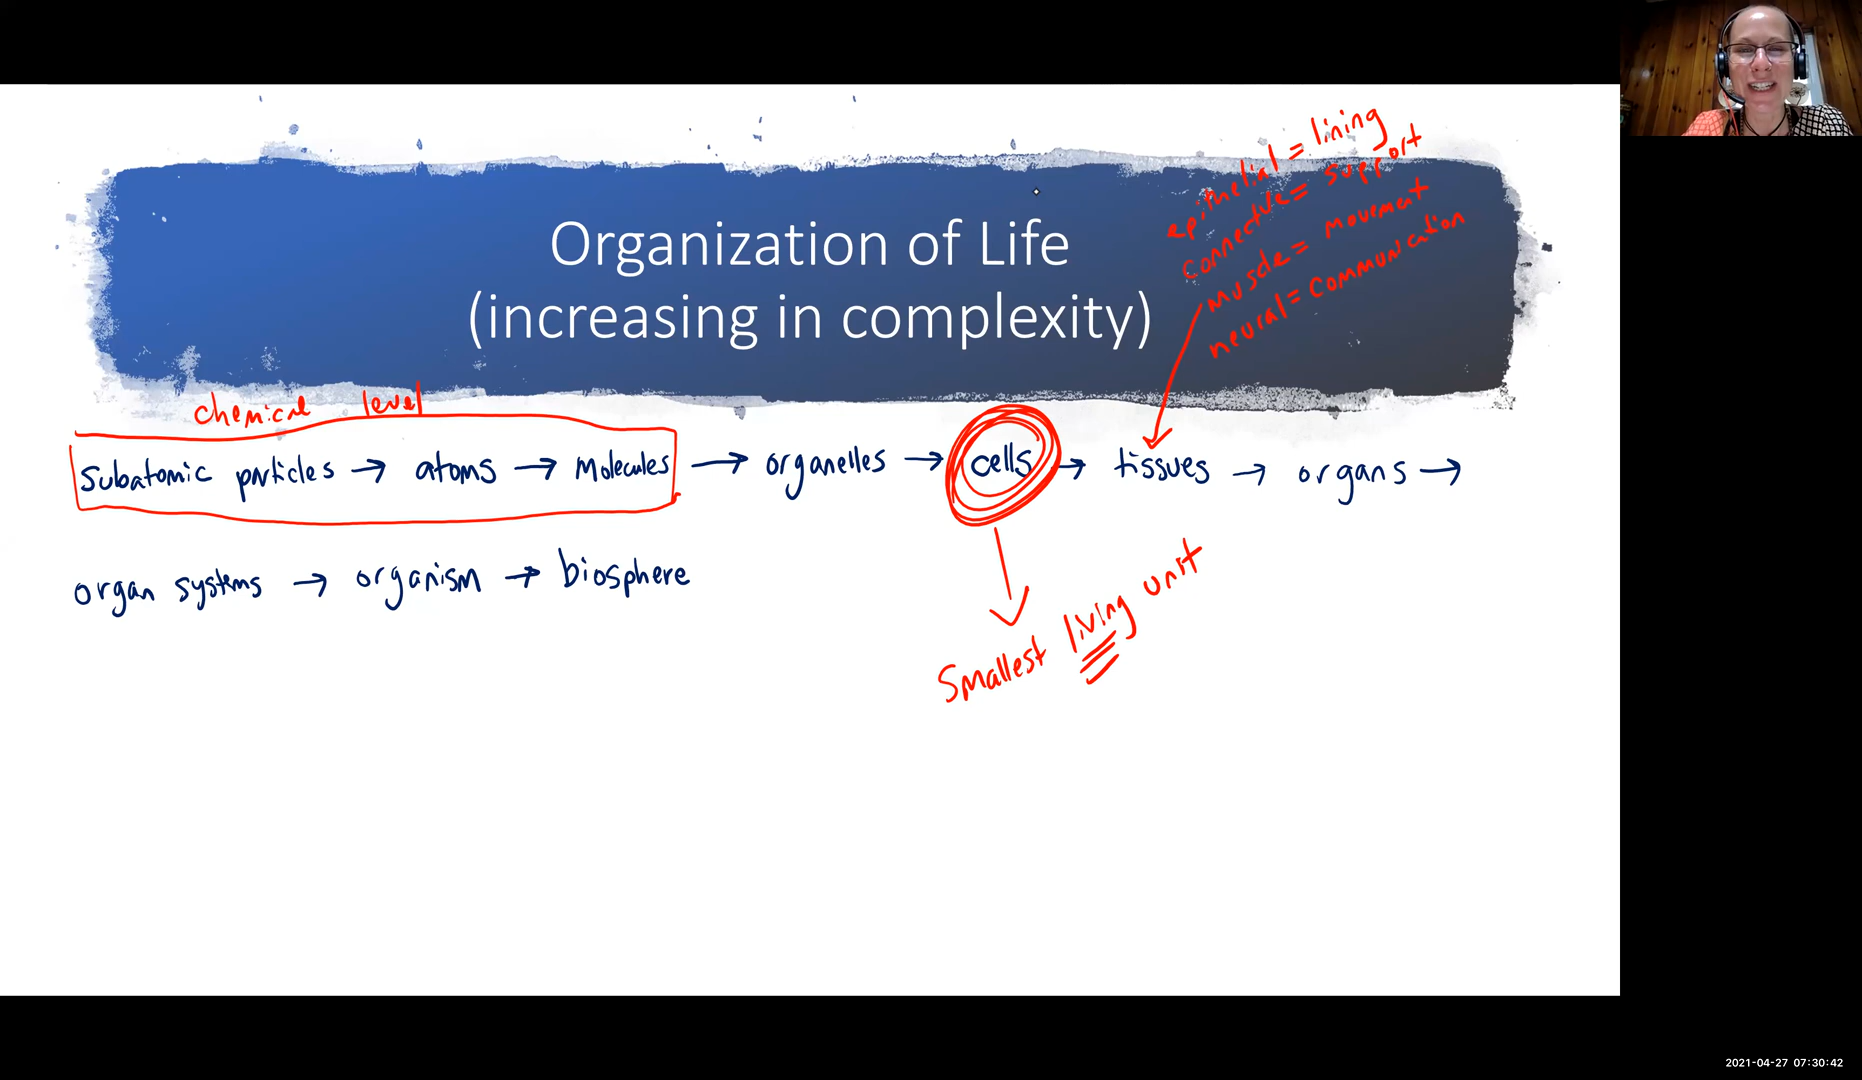 epithelial = lining
connective = support
muscle = movement
neural = communication
Organization of Life
(increasing in complexity)
chemical level
subatomic particles → atoms → molecules → organelles → cells → tissues → organs →
organ systems → organism → biosphere
Smallest living unit
2021-04-27 07:30:42